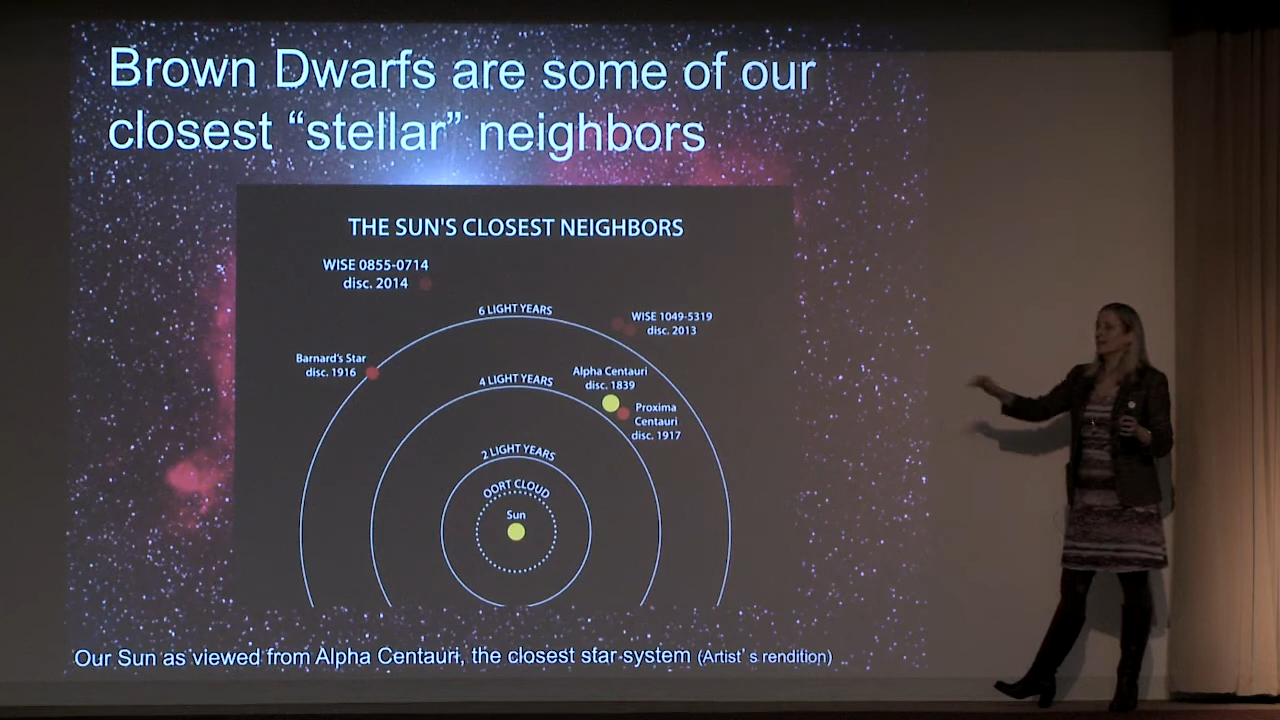 Brown Dwarfs are some of our
closest “stellar” neighbors
THE SUN'S CLOSEST NEIGHBORS
WISE 0855-0714
disc. 2014
6 LIGHT YEARS
WISE 1049-5319
disc. 2013
Barnard's Star
disc. 1916
4 LIGHT YEARS
Alpha Centauri
disc. 1839
Proxima
Centauri
disc. 1917
2 LIGHT YEARS
OORT CLOUD
Sun
Our Sun as viewed from Alpha Centauri, the closest star system (Artist’s rendition)